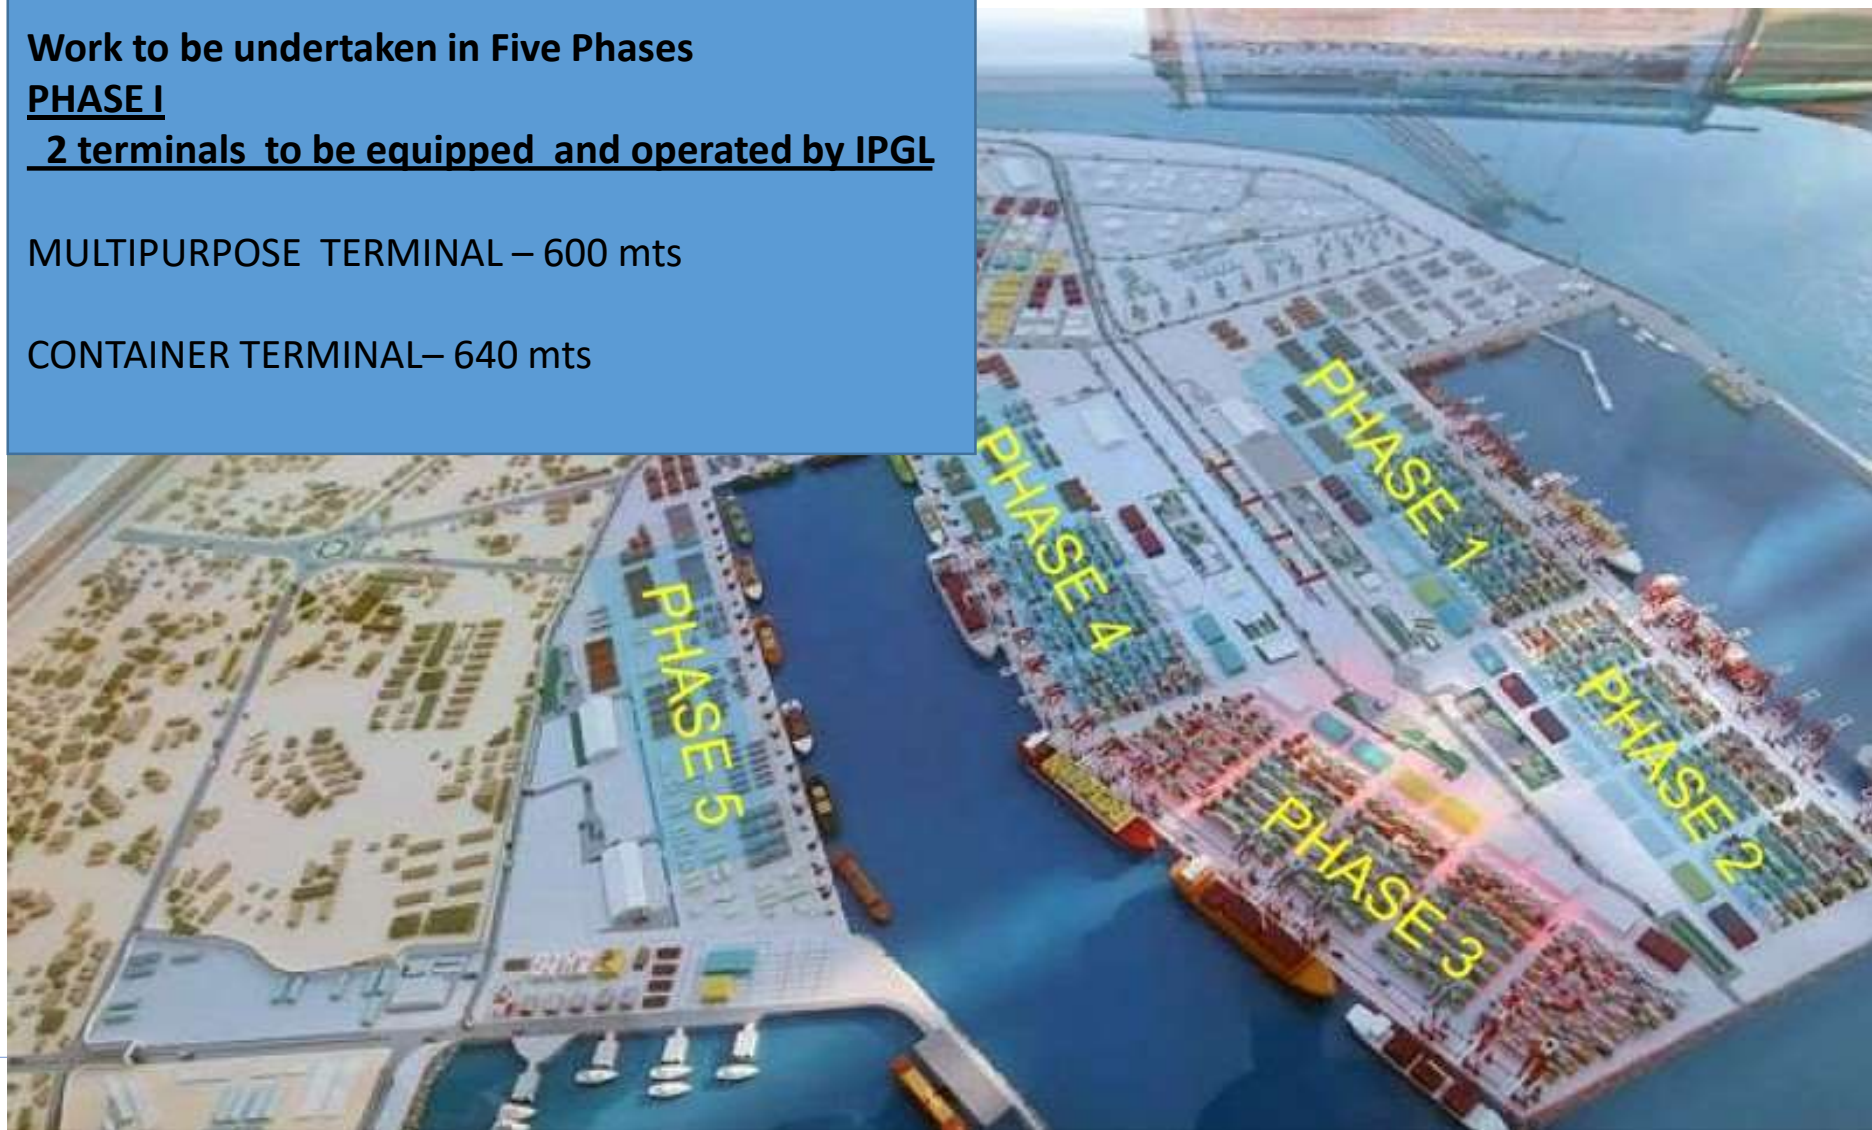 Work to be undertaken in Five Phases
PHASE I
2 terminals to be equipped and operated by IPGL
MULTIPURPOSE TERMINAL – 600 mts
CONTAINER TERMINAL– 640 mts
PHASE 1
PHASE 4
PHASE 5
PHASE 2
PHASE 3